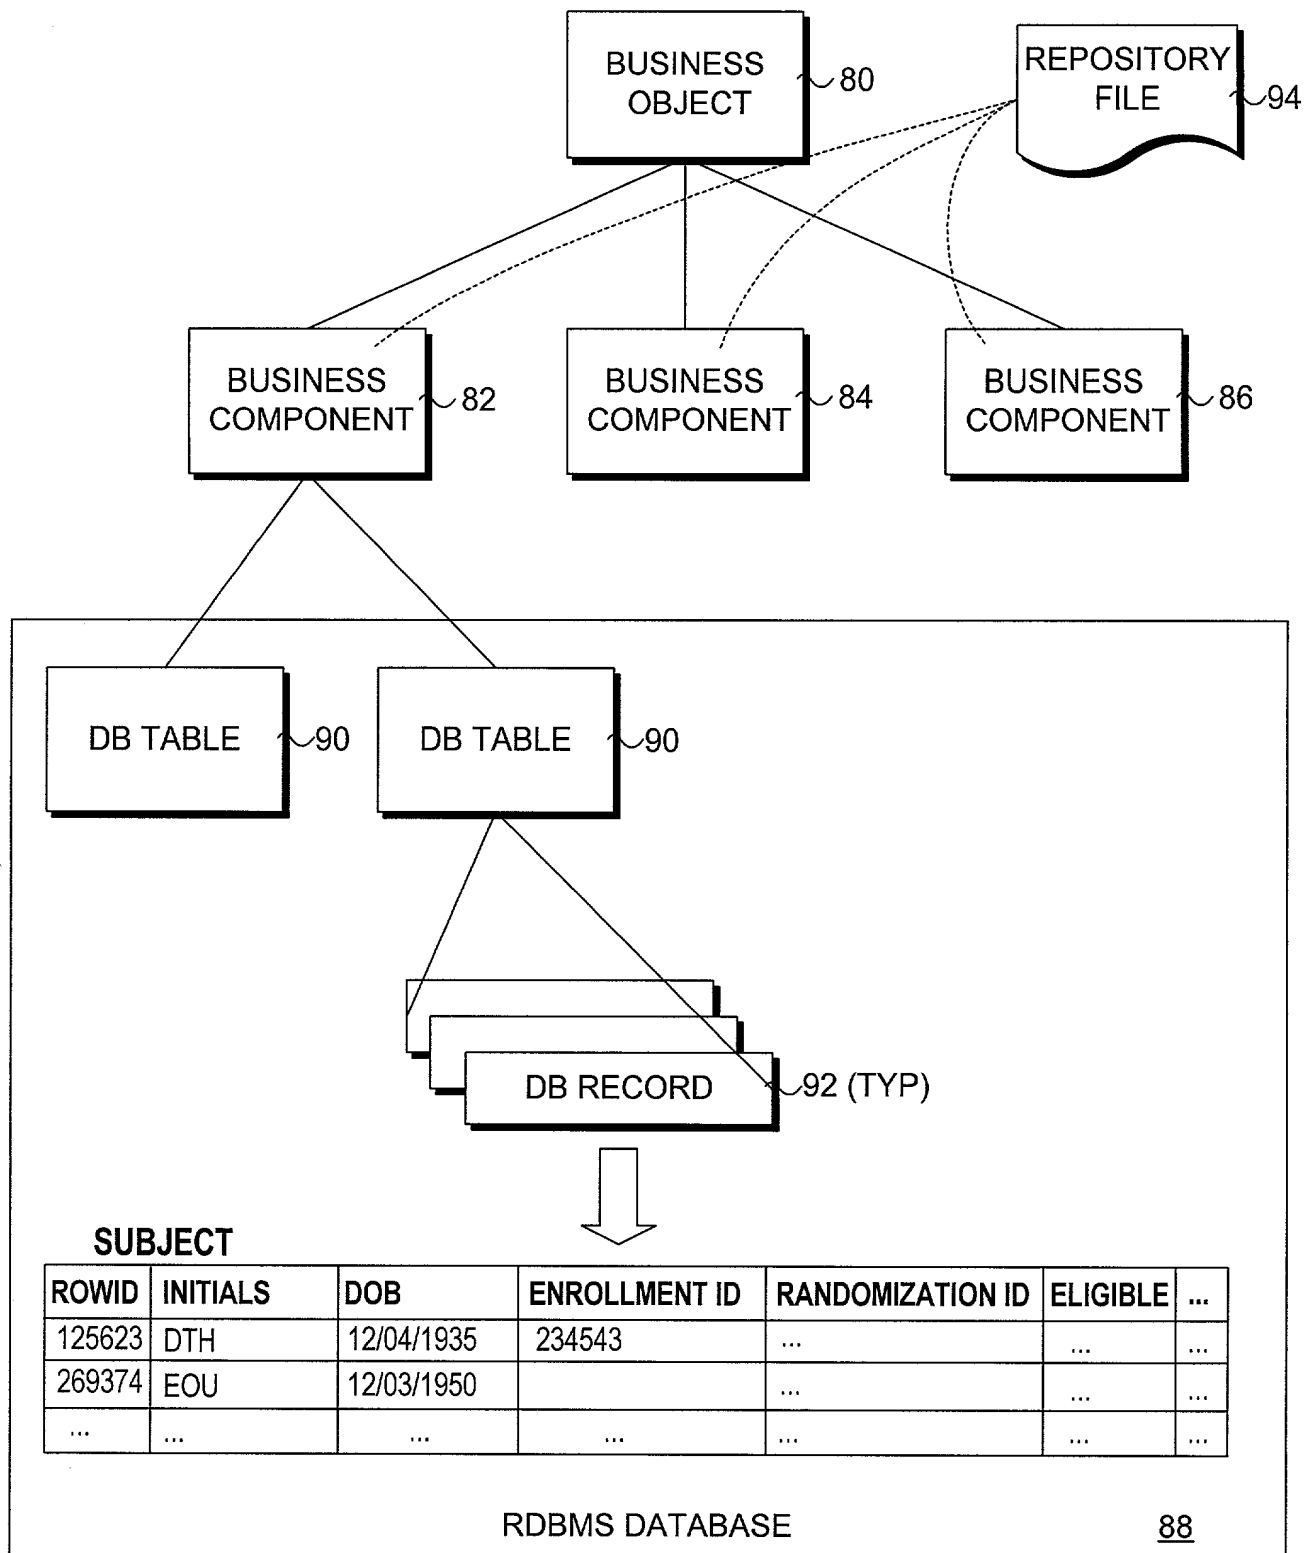 BUSINESS
OBJECT
80
REPOSITORY
FILE
94
BUSINESS
COMPONENT
82
BUSINESS
COMPONENT
84
BUSINESS
COMPONENT
86
DB TABLE
90
DB TABLE
90
DB RECORD
92 (TYP)
SUBJECT
ROWID INITIALS DOB ENROLLMENT ID RANDOMIZATION ID ELIGIBLE ...
125623 DTH 12/04/1935 234543 ... ... ...
269374 EOU 12/03/1950 ... ... ...
... ... ... ... ... ... ...
RDBMS DATABASE
88